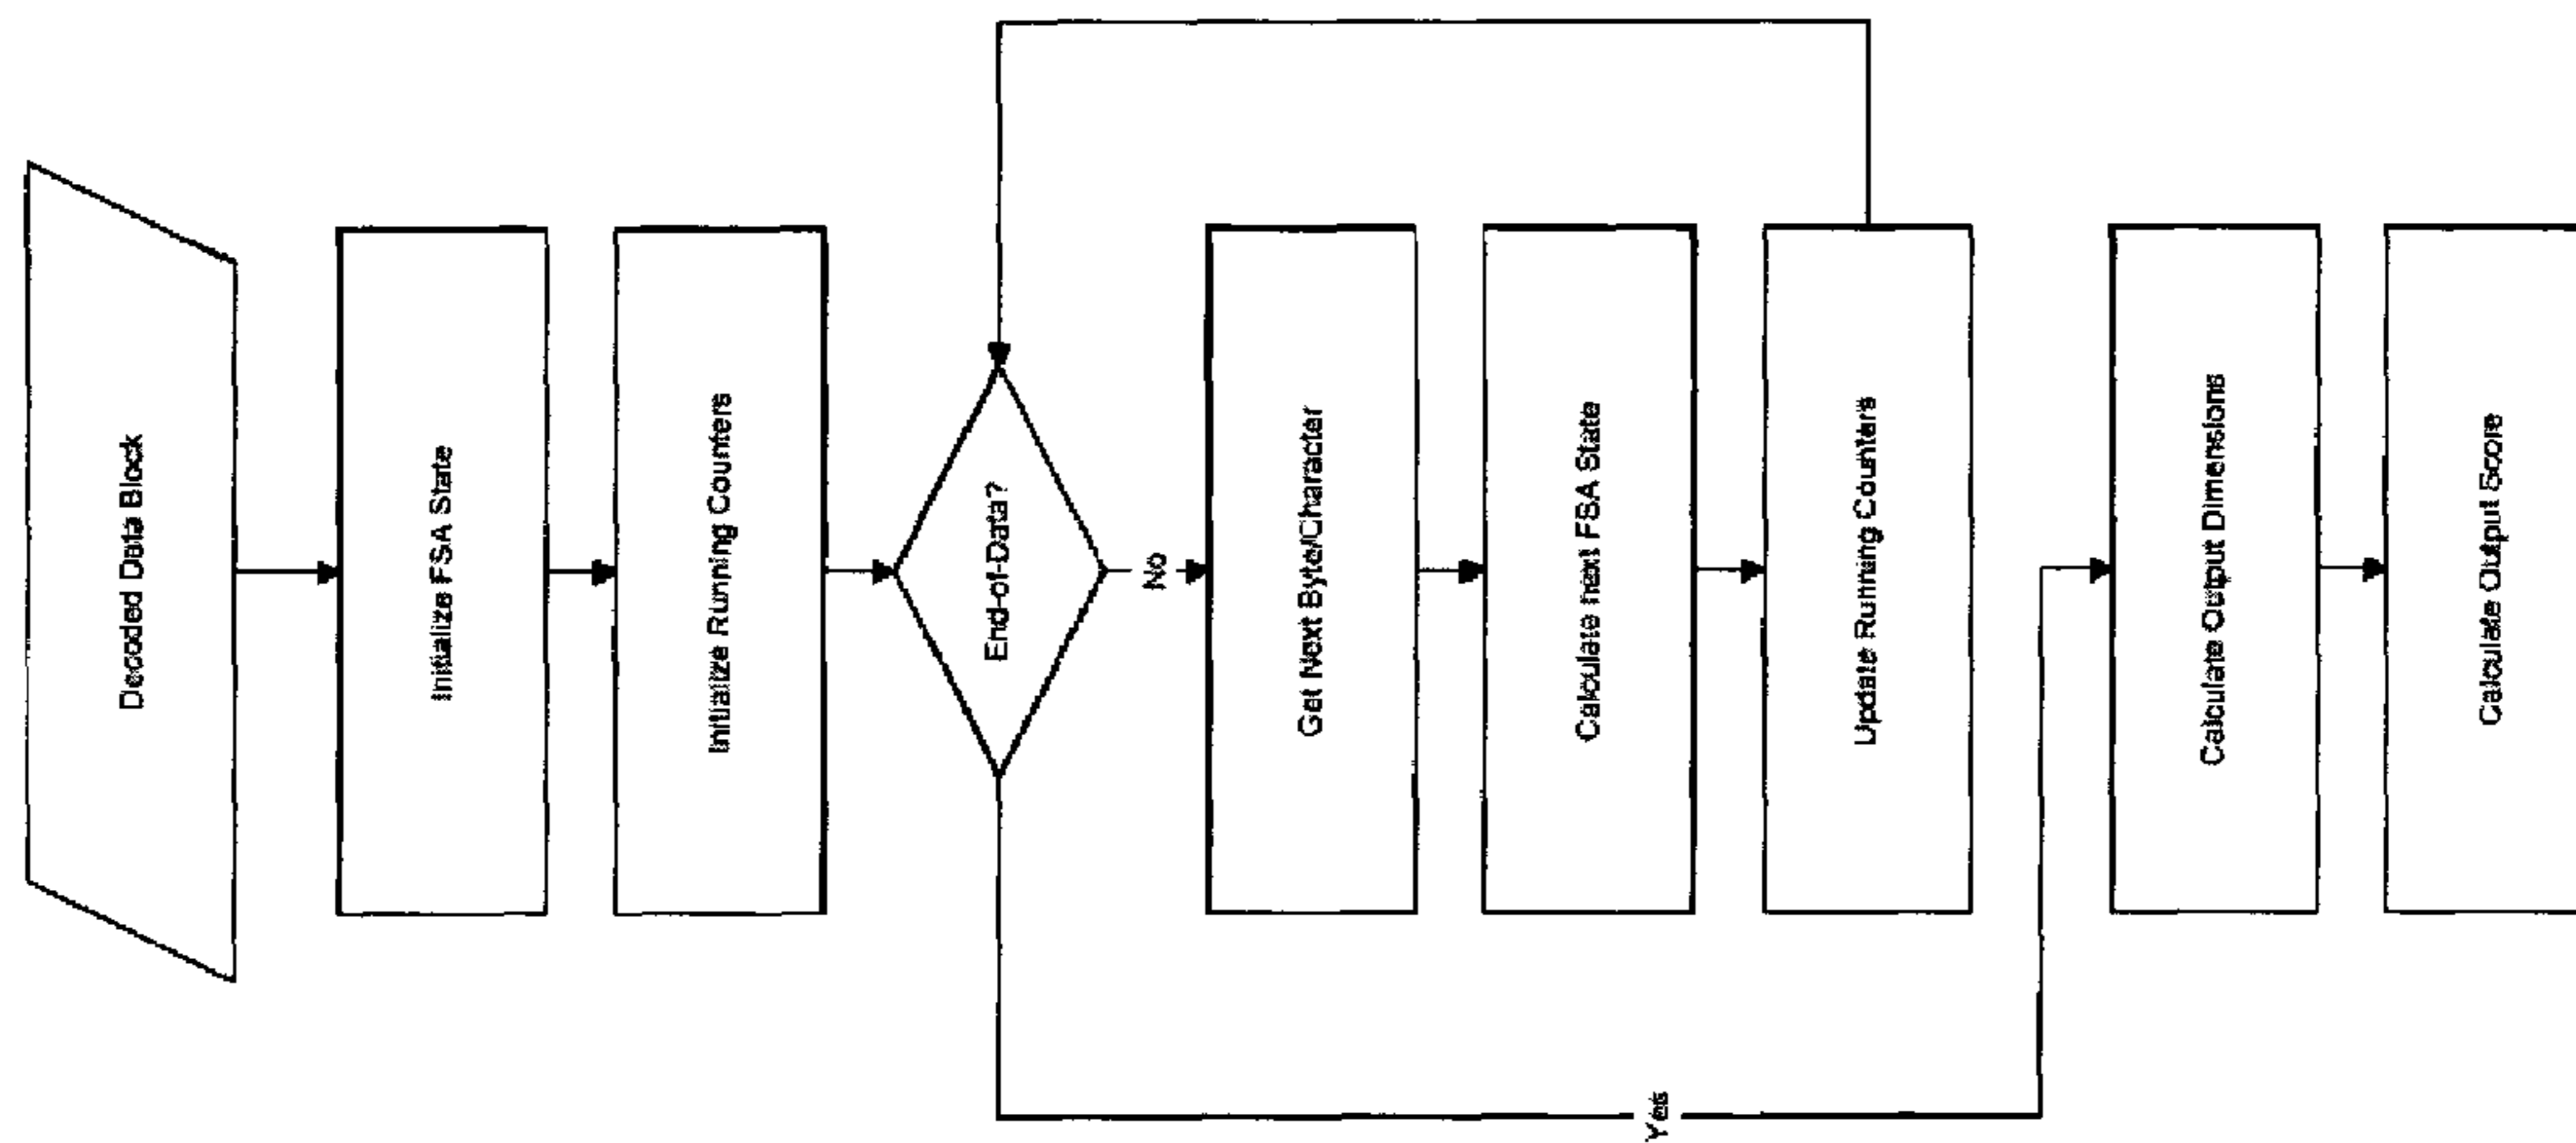 Decoded Data Block
Initialize FSA State
Initialize Running Counters
End-of-Data?
No
Get Next Byte/Character
Calculate next FSA State
Update Running Counters
Yes
Calculate Output Dimensions
Calculate Output Score